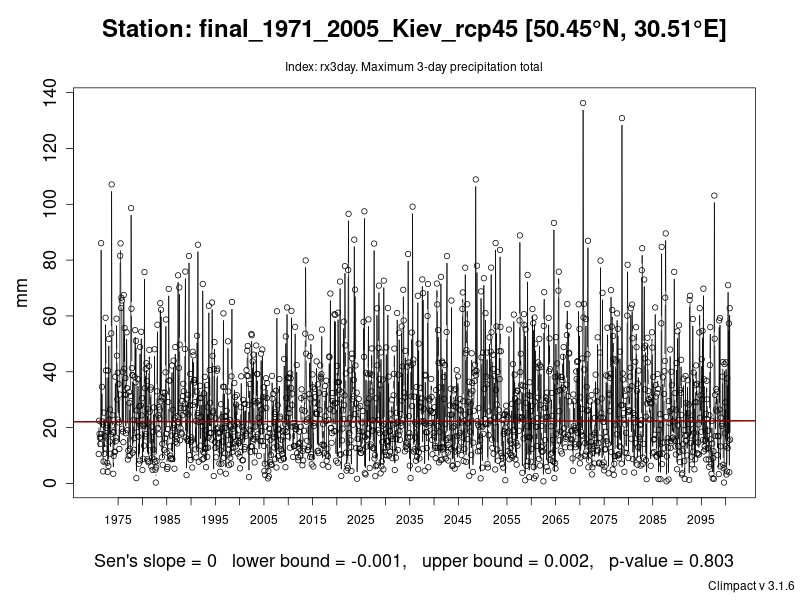 Station: final_1971_2005_Kiev_rcp45 [50.45°N, 30.51°E]
Index: rx3day. Maximum 3-day precipitation total
140
120
100
80
60
40
20
0
mm
1975 1985 1995 2005 2015 2025 2035 2045 2055 2065 2075 2085 2095
Sen's slope = 0 lower bound = -0.001, upper bound = 0.002, p-value = 0.803
Climpact v 3.1.6